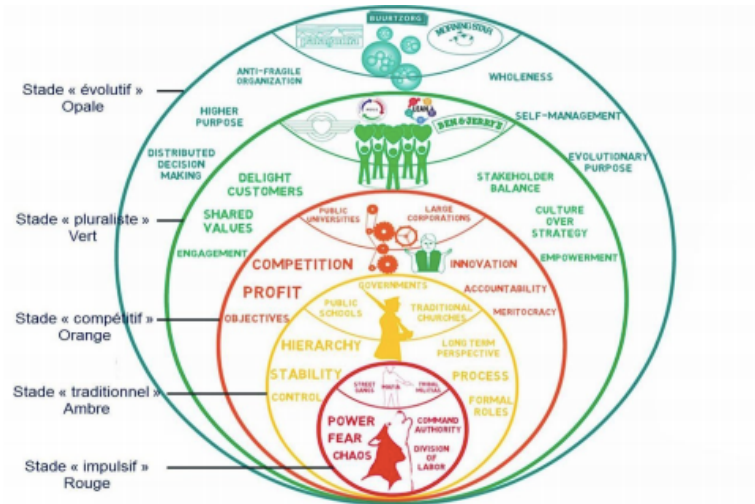 patagonia
BUURTZORG
MORNING STAR
ANTI-FRAGILE
ORGANIZATION
WHOLENESS
Stade « évolutif »
Opale
HIGHER
PURPOSE
SELF-MANAGEMENT
DISTRIBUTED
DECISION
MAKING
EVOLUTIONARY
PURPOSE
LEAN
BEN & JERRY'S
DELIGHT
CUSTOMERS
STAKEHOLDER
BALANCE
Stade « pluraliste »
Vert
SHARED
VALUES
CULTURE
OVER
STRATEGY
ENGAGEMENT
EMPOWERMENT
PUBLIC
UNIVERSITIES
LARGE
CORPORATIONS
COMPETITION
INNOVATION
PROFIT
ACCOUNTABILITY
Stade « compétitif »
Orange
OBJECTIVES
MERITOCRACY
GOVERNMENTS
PUBLIC
SCHOOLS
TRADITIONAL
CHURCHES
HIERARCHY
LONG TERM
PERSPECTIVE
STABILITY
PROCESS
Stade « traditionnel »
Ambre
CONTROL
FORMAL
ROLES
STREET
GANGS
MAFIA
TRIBAL
MILITIAS
POWER
FEAR
CHAOS
COMMAND
AUTHORITY
DIVISION OF
LABOR
Stade « impulsif »
Rouge